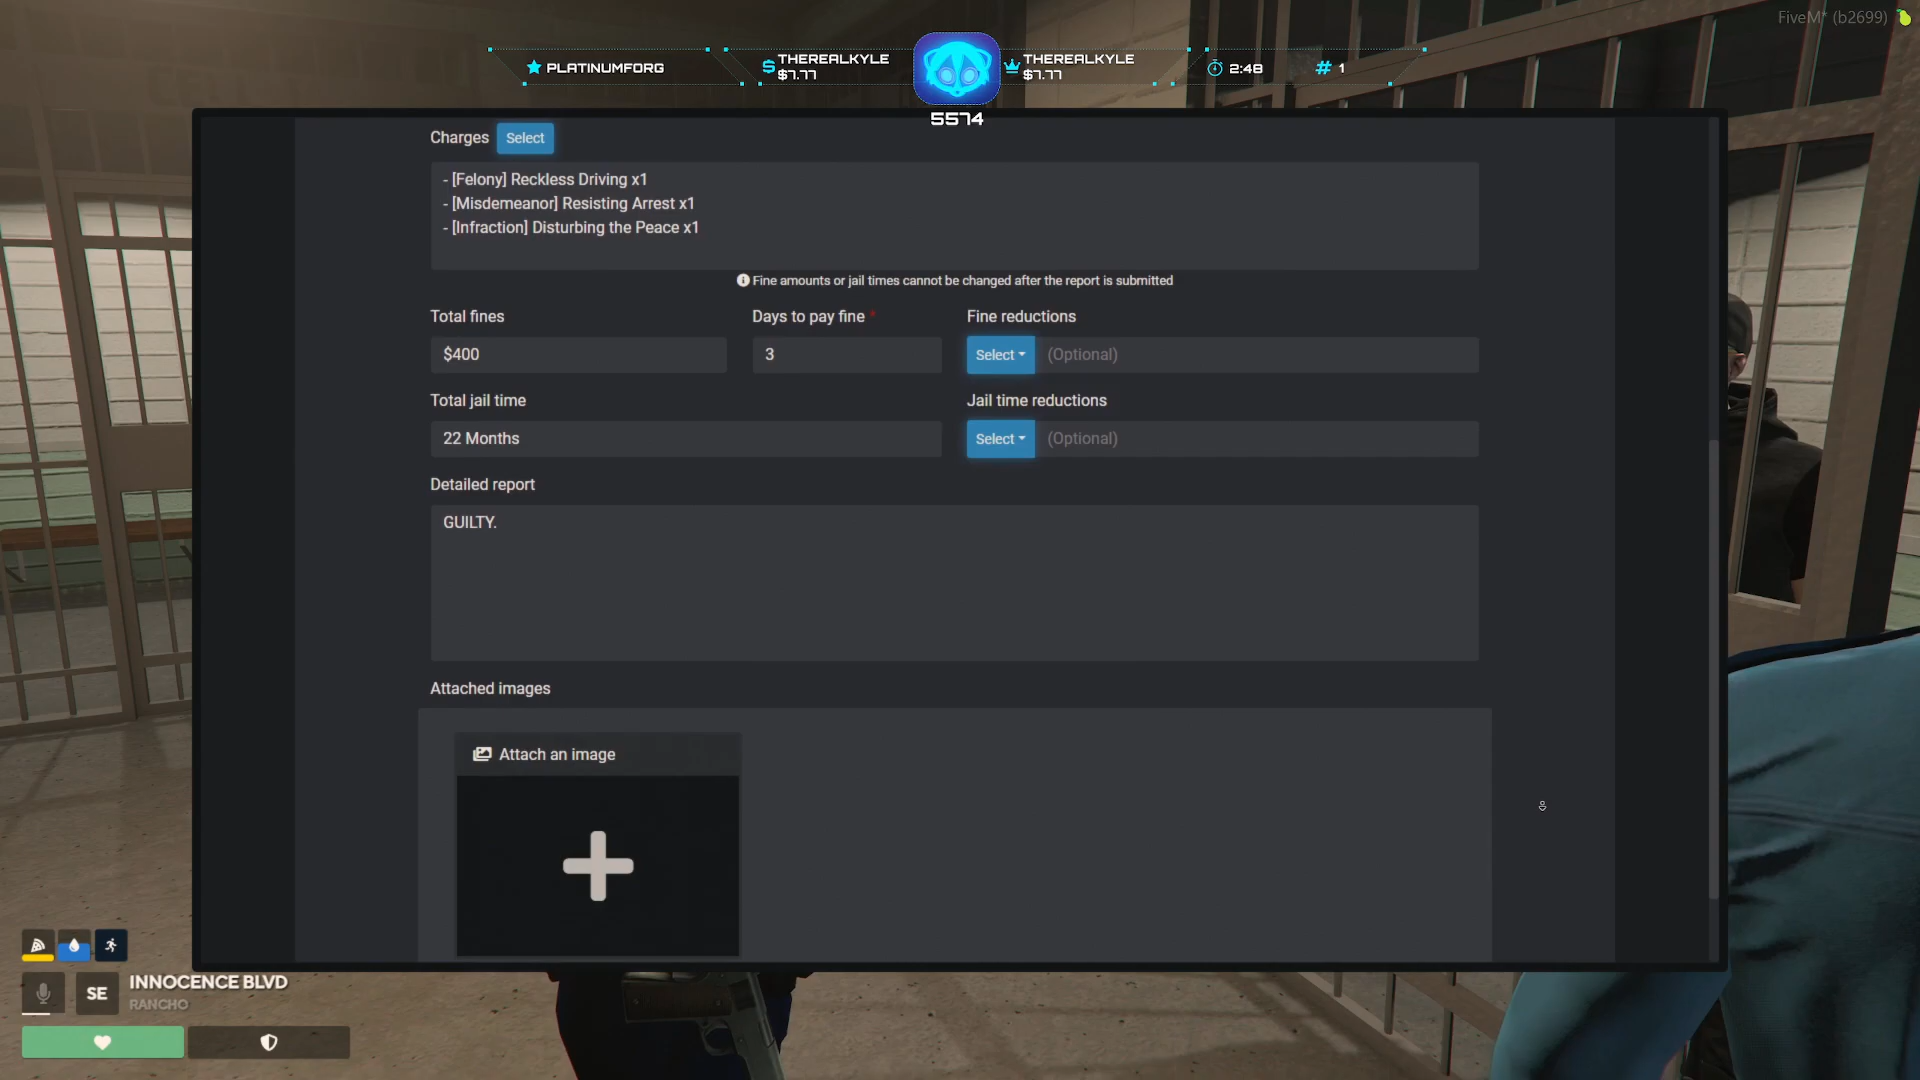 FiveM* (b2699)
PLATINUMFORG
THEREALKYLE
$7.77
THEREALKYLE
$7.77
2:48
# 1
5574
Charges Select
- [Felony] Reckless Driving x1
- [Misdemeanor] Resisting Arrest x1
- [Infraction] Disturbing the Peace x1
Fine amounts or jail times cannot be changed after the report is submitted
Total fines
Days to pay fine *
Fine reductions
$400
3
Select (Optional)
Total jail time
Jail time reductions
22 Months
Select (Optional)
Detailed report
GUILTY.
Attached images
Attach an image
SE
INNOCENCE BLVD
RANCHO